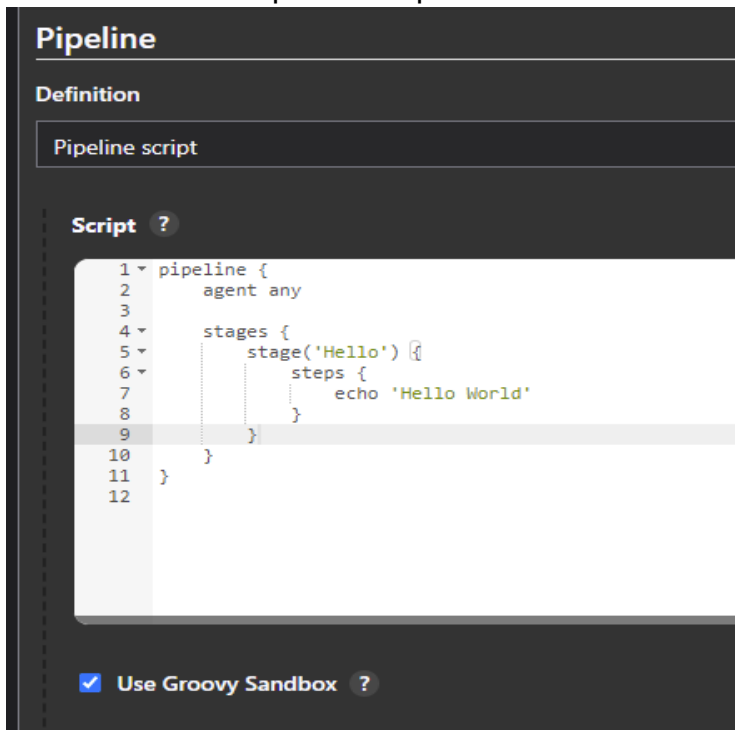 Pipeline
Definition
Pipeline script
Script ?
1 pipeline {
2     agent any
3
4     stages {
5         stage('Hello') {
6             steps {
7                 echo 'Hello World'
8             }
9         }
10     }
11 }
12
Use Groovy Sandbox ?